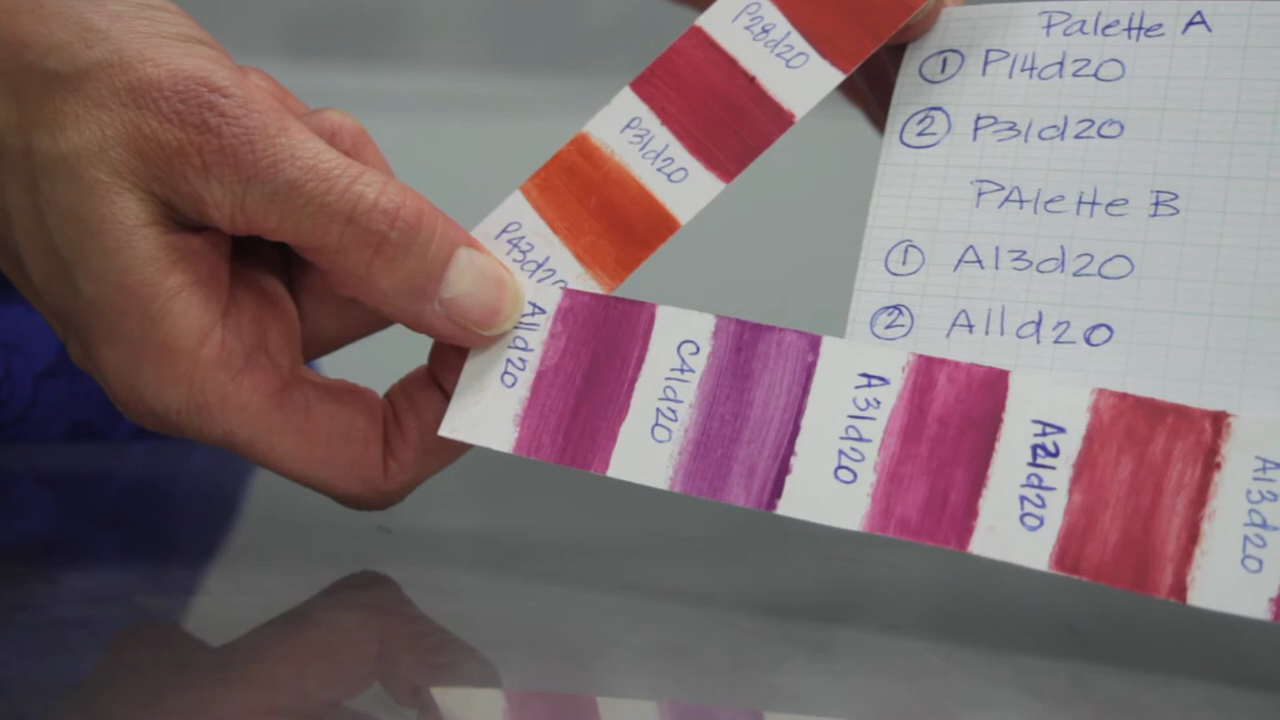 Palette A
① P14d20
② P31d20
PAlette B
① A13d20
② A11d20
P28d20
P31d20
P43d20
A11d20
C41d20
A31d20
A21d20
A13d20